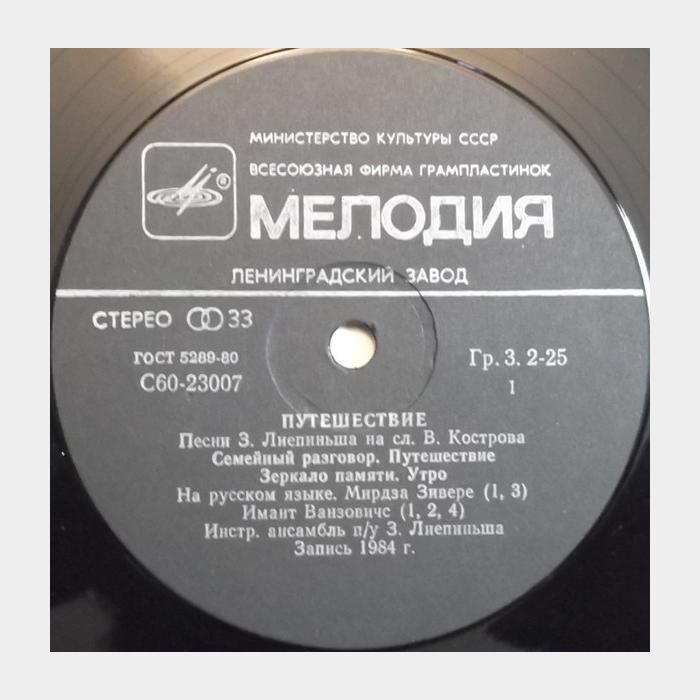 МИНИСТЕРСТВО КУЛЬТУРЫ СССР
ВСЕСОЮЗНАЯ ФИРМА ГРАМПЛАСТИНОК
®
МЕЛОДИЯ
ЛЕНИНГРАДСКИЙ ЗАВОД
СТЕРЕО 33
ГОСТ 5289-80
Гр. 3. 2-25
С60-23007
1
ПУТЕШЕСТВИЕ
Песни З. Лиепиньша на сл. В. Кострова
Семейный разговор. Путешествие
Зеркало памяти. Утро
На русском языке. Мирдза Зивере (1, 3)
Имант Ванзовичс (1, 2, 4)
Инстр. ансамбль п/у З. Лиепиньша
Запись 1984 г.